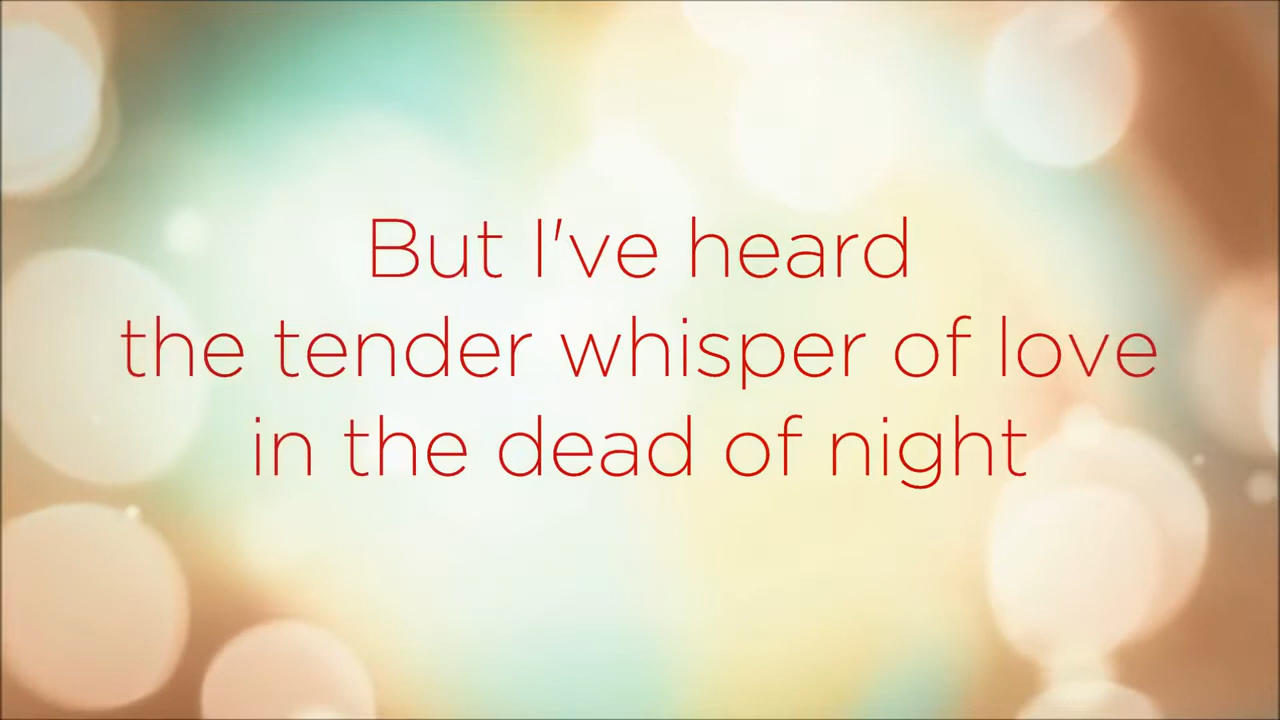 But I've heard
the tender whisper of love
in the dead of night